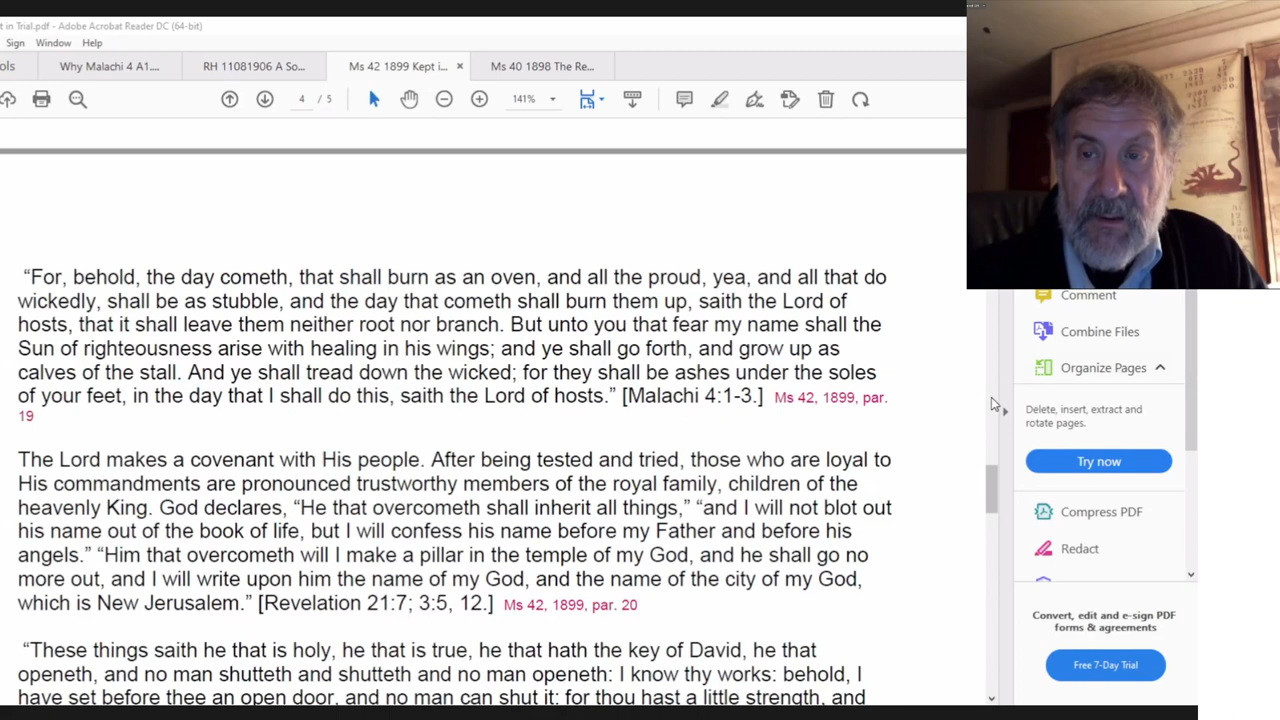 t in Trial.pdf - Adobe Acrobat Reader DC (64-bit)
Sign Window Help
ols Why Malachi 4 A1.... RH 11081906 A So... Ms 42 1899 Kept i... × Ms 40 1898 The Re...
4 / 5 141%
“For, behold, the day cometh, that shall burn as an oven, and all the proud, yea, and all that do
wickedly, shall be as stubble, and the day that cometh shall burn them up, saith the Lord of
hosts, that it shall leave them neither root nor branch. But unto you that fear my name shall the
Sun of righteousness arise with healing in his wings; and ye shall go forth, and grow up as
calves of the stall. And ye shall tread down the wicked; for they shall be ashes under the soles
of your feet, in the day that I shall do this, saith the Lord of hosts.” [Malachi 4:1-3.] Ms 42, 1899, par.
19
The Lord makes a covenant with His people. After being tested and tried, those who are loyal to
His commandments are pronounced trustworthy members of the royal family, children of the
heavenly King. God declares, “He that overcometh shall inherit all things,” “and I will not blot out
his name out of the book of life, but I will confess his name before my Father and before his
angels.” “Him that overcometh will I make a pillar in the temple of my God, and he shall go no
more out, and I will write upon him the name of my God, and the name of the city of my God,
which is New Jerusalem.” [Revelation 21:7; 3:5, 12.] Ms 42, 1899, par. 20
“These things saith he that is holy, he that is true, he that hath the key of David, he that
openeth, and no man shutteth and shutteth and no man openeth: I know thy works: behold, I
have set before thee an open door, and no man can shut it: for thou hast a little strength, and
Comment
Combine Files
Organize Pages
Delete, insert, extract and
rotate pages.
Try now
Compress PDF
Redact
Convert, edit and e-sign PDF
forms & agreements
Free 7-Day Trial